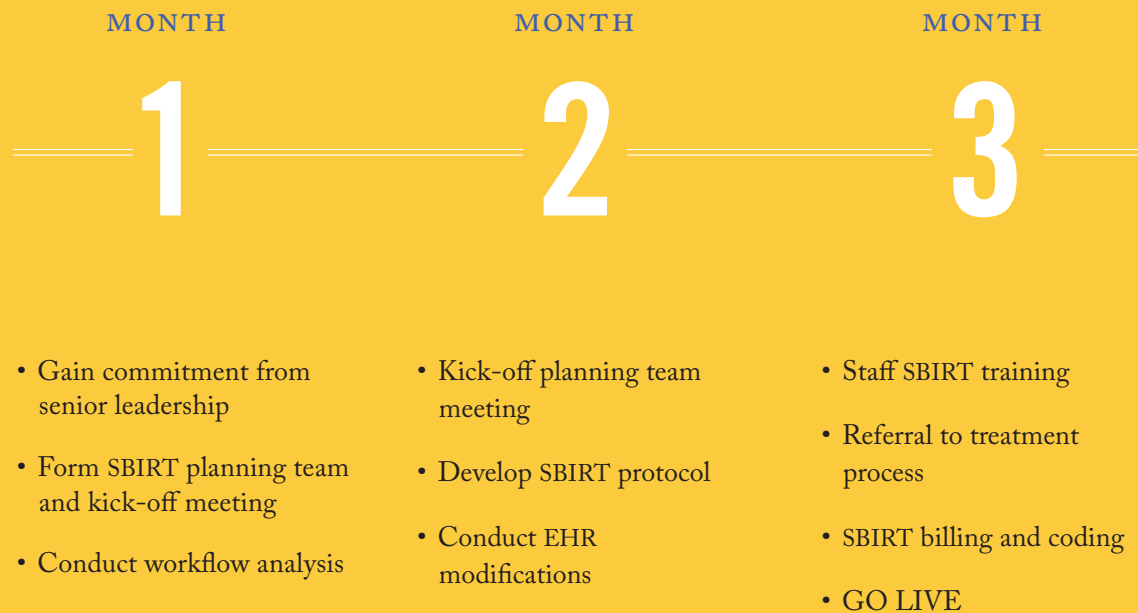 MONTH
1
• Gain commitment from
senior leadership
• Form SBIRT planning team
and kick-off meeting
• Conduct workflow analysis
MONTH
2
• Kick-off planning team
meeting
• Develop SBIRT protocol
• Conduct EHR
modifications
MONTH
3
• Staff SBIRT training
• Referral to treatment
process
• SBIRT billing and coding
• GO LIVE